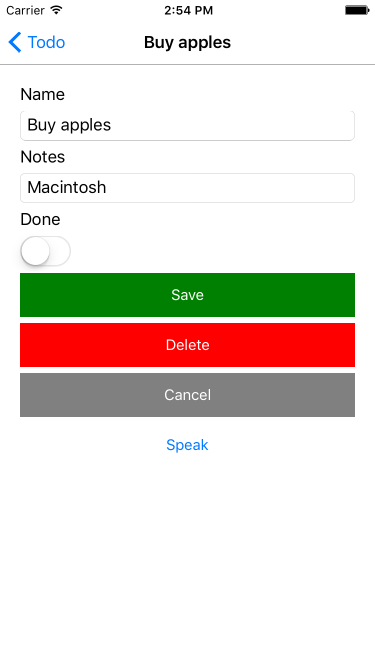 Carrier 2:54 PM
Todo Buy apples
Name
Buy apples
Notes
Macintosh
Done
Save
Delete
Cancel
Speak